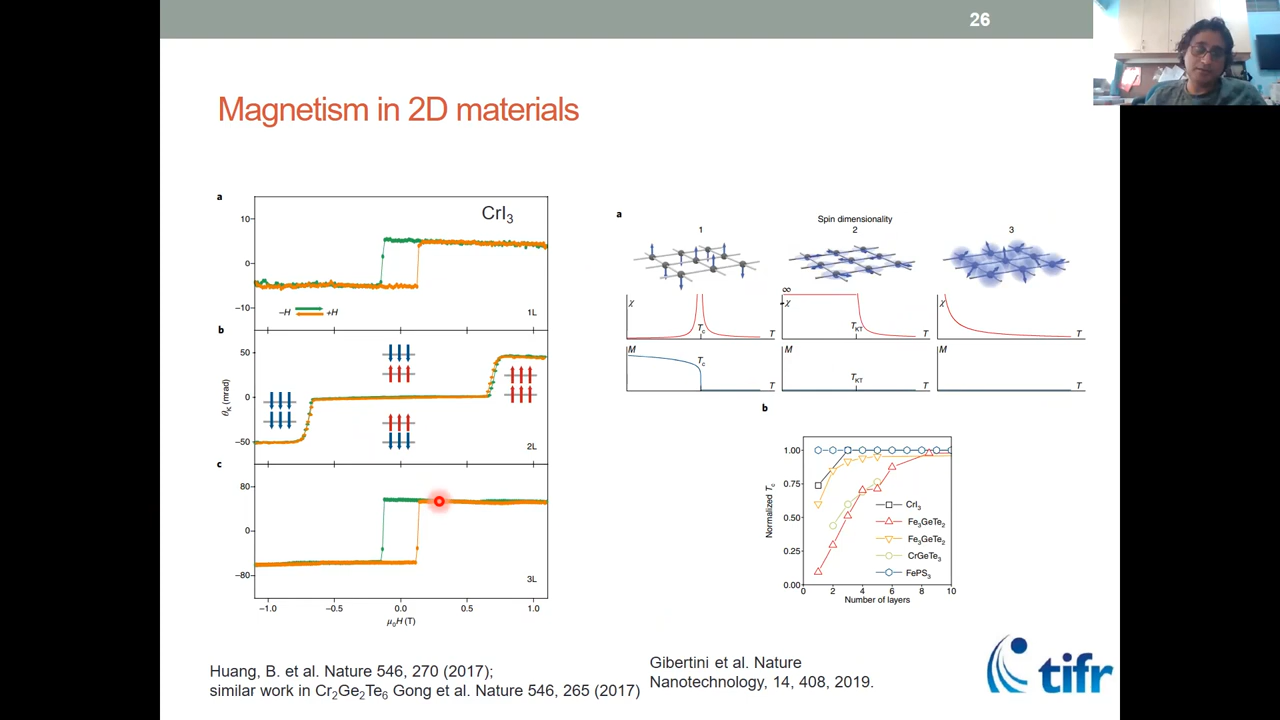 26
Magnetism in 2D materials
a
CrI3
10
0
−10
−H
+H
1L
b
50
0
−50
θK (mrad)
2L
c
80
0
−80
3L
−1.0
−0.5
0.0
0.5
1.0
μ0H (T)
Huang, B. et al. Nature 546, 270 (2017);
similar work in Cr2Ge2Te6 Gong et al. Nature 546, 265 (2017)
a
Spin dimensionality
1
2
3
χ
Tc
T
∞
χ
TKT
T
χ
T
M
Tc
T
M
TKT
T
M
T
b
1.00
0.75
0.50
0.25
0.00
Normalized Tc
CrI3
Fe3GeTe2
Fe3GeTe2
CrGeTe3
FePS3
0 2 4 6 8 10
Number of layers
Gibertini et al. Nature
Nanotechnology, 14, 408, 2019.
tifr